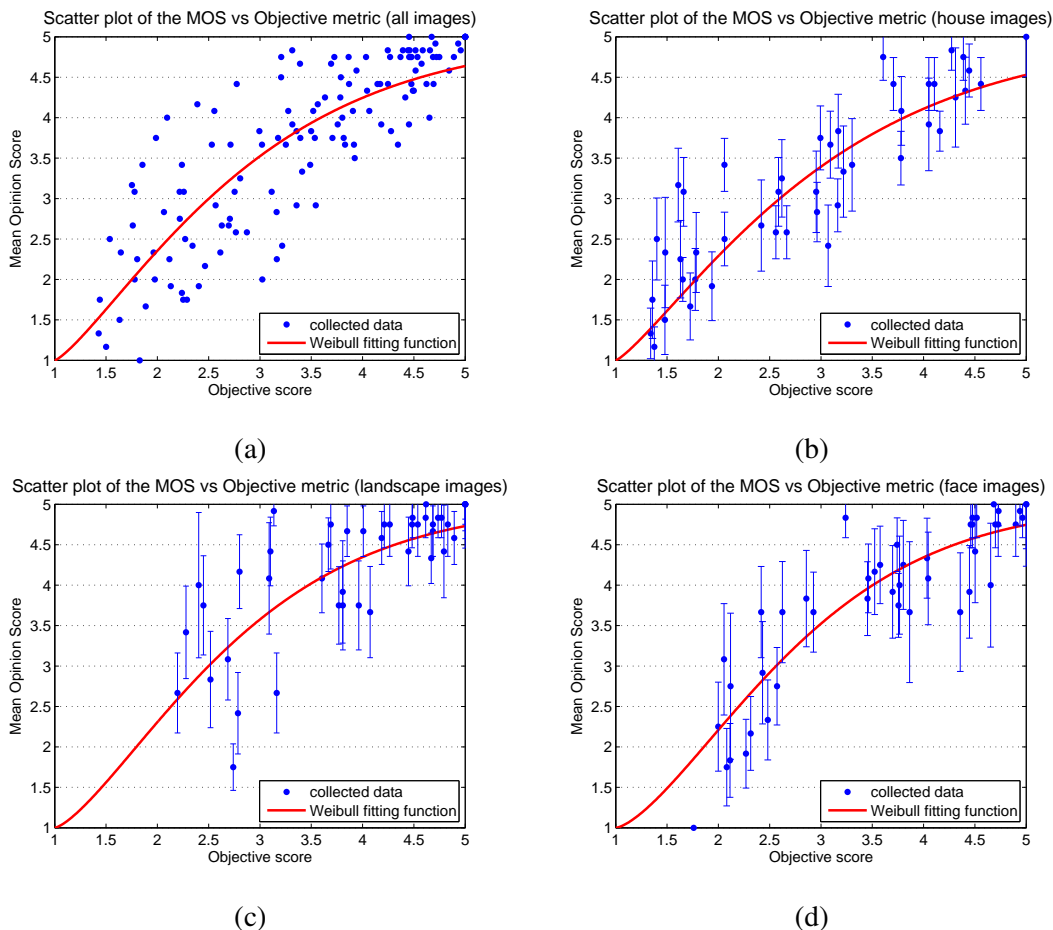 Scatter plot of the MOS vs Objective metric (all images)
5
4.5
4
3.5
3
2.5
2
1.5
1
Mean Opinion Score
collected data
Weibull fitting function
1 1.5 2 2.5 3 3.5 4 4.5 5
Objective score
(a)
Scatter plot of the MOS vs Objective metric (house images)
5
4.5
4
3.5
3
2.5
2
1.5
1
Mean Opinion Score
collected data
Weibull fitting function
1 1.5 2 2.5 3 3.5 4 4.5 5
Objective score
(b)
Scatter plot of the MOS vs Objective metric (landscape images)
5
4.5
4
3.5
3
2.5
2
1.5
1
Mean Opinion Score
collected data
Weibull fitting function
1 1.5 2 2.5 3 3.5 4 4.5 5
Objective score
(c)
Scatter plot of the MOS vs Objective metric (face images)
5
4.5
4
3.5
3
2.5
2
1.5
1
Mean Opinion Score
collected data
Weibull fitting function
1 1.5 2 2.5 3 3.5 4 4.5 5
Objective score
(d)